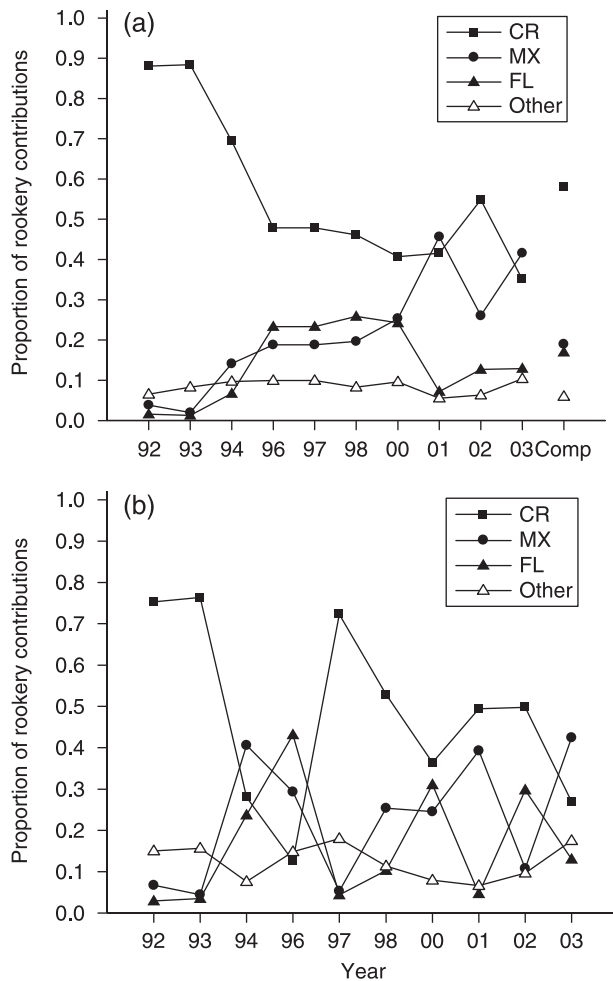 (a)
CR
MX
FL
Other
Proportion of rookery contributions
1.0
0.9
0.8
0.7
0.6
0.5
0.4
0.3
0.2
0.1
0.0
92 93 94 96 97 98 00 01 02 03 Comp
(b)
CR
MX
FL
Other
Proportion of rookery contributions
1.0
0.9
0.8
0.7
0.6
0.5
0.4
0.3
0.2
0.1
0.0
92 93 94 96 97 98 00 01 02 03
Year